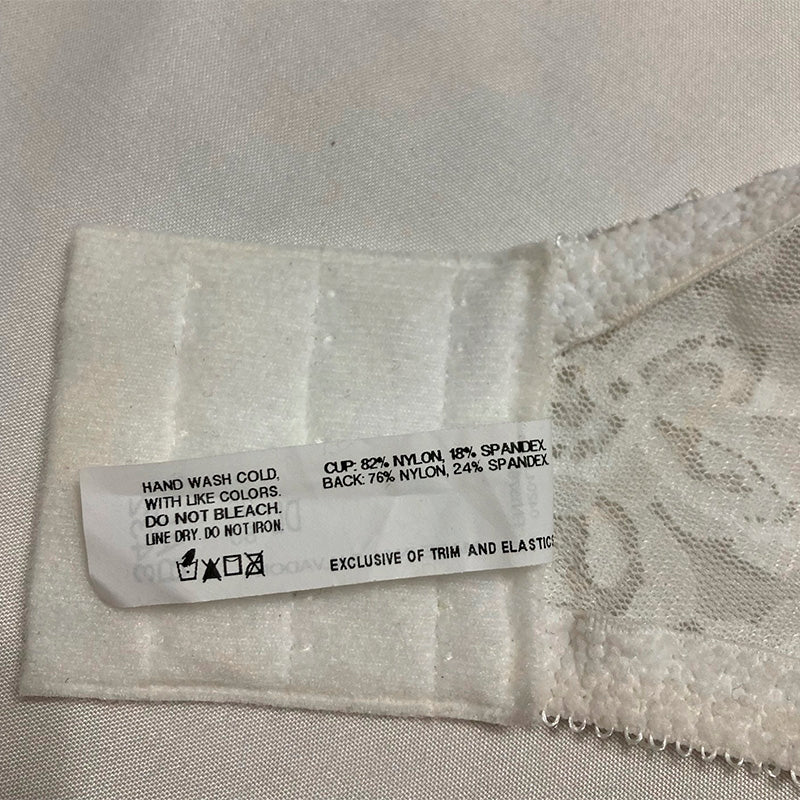 HAND WASH COLD,
WITH LIKE COLORS.
DO NOT BLEACH.
LINE DRY. DO NOT IRON.
CUP: 82% NYLON, 18% SPANDEX.
BACK: 76% NYLON, 24% SPANDEX.
EXCLUSIVE OF TRIM AND ELASTIC